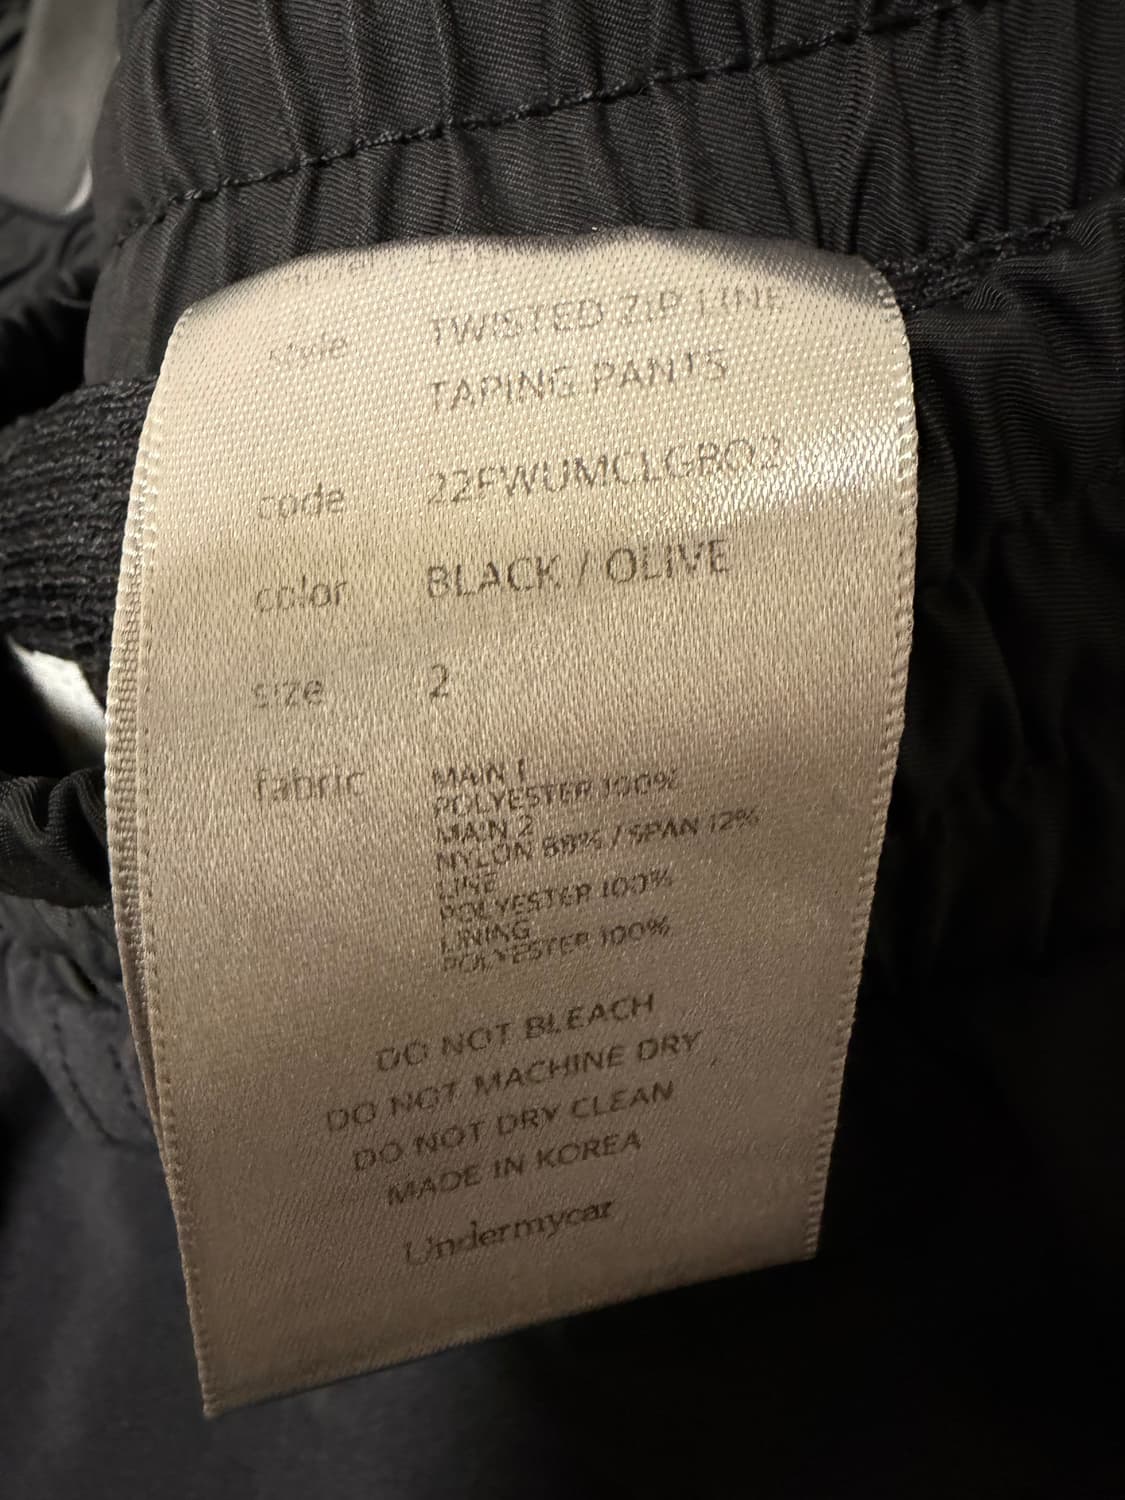 style TWISTED ZIP LINE
TAPING PANTS
code 22FWUMCLGB02
color BLACK / OLIVE
size 2
fabric MAIN 1
POLYESTER 100%
MAIN 2
NYLON 88% / SPAN 12%
LINE
POLYESTER 100%
LINING
POLYESTER 100%
DO NOT BLEACH
DO NOT MACHINE DRY
DO NOT DRY CLEAN
MADE IN KOREA
Undermycar